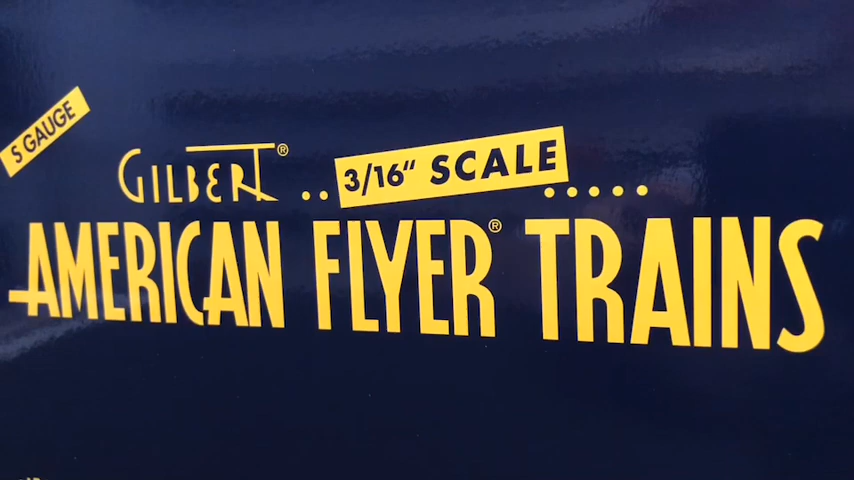 S GAUGE
GILBERT® .. 3/16" SCALE .....
AMERICAN FLYER® TRAINS